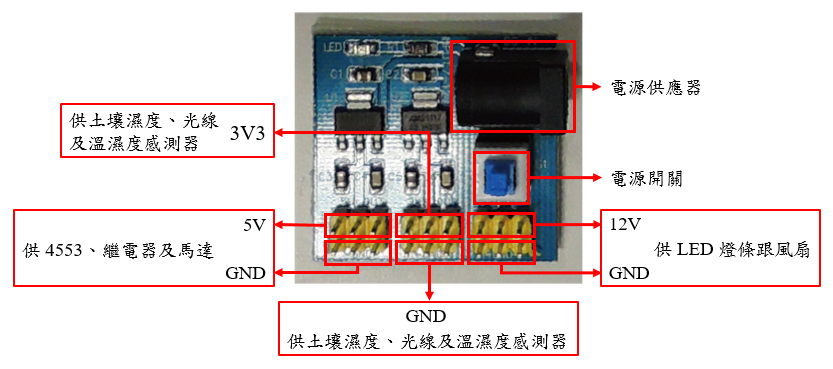 電源供應器
供土壤濕度、光線
及溫濕度感測器
3V3
電源開關
5V
供 4553、繼電器及馬達
GND
12V
供 LED 燈條跟風扇
GND
GND
供土壤濕度、光線及溫濕度感測器
LED
C1